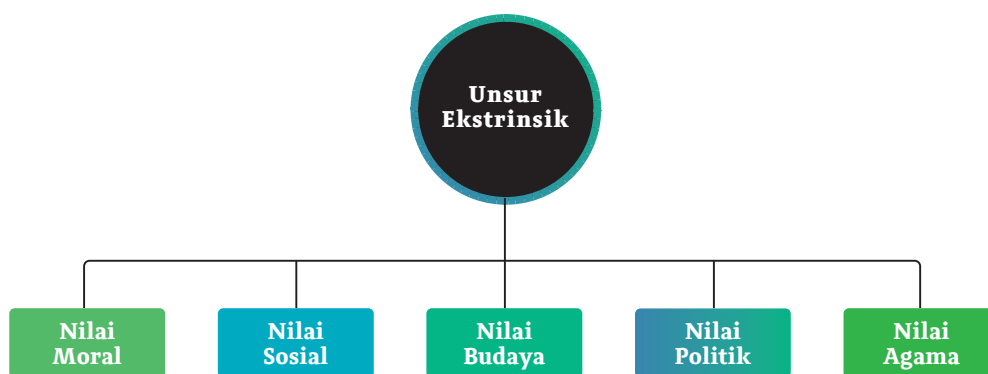 Unsur
Ekstrinsik
Nilai
Moral
Nilai
Sosial
Nilai
Budaya
Nilai
Politik
Nilai
Agama